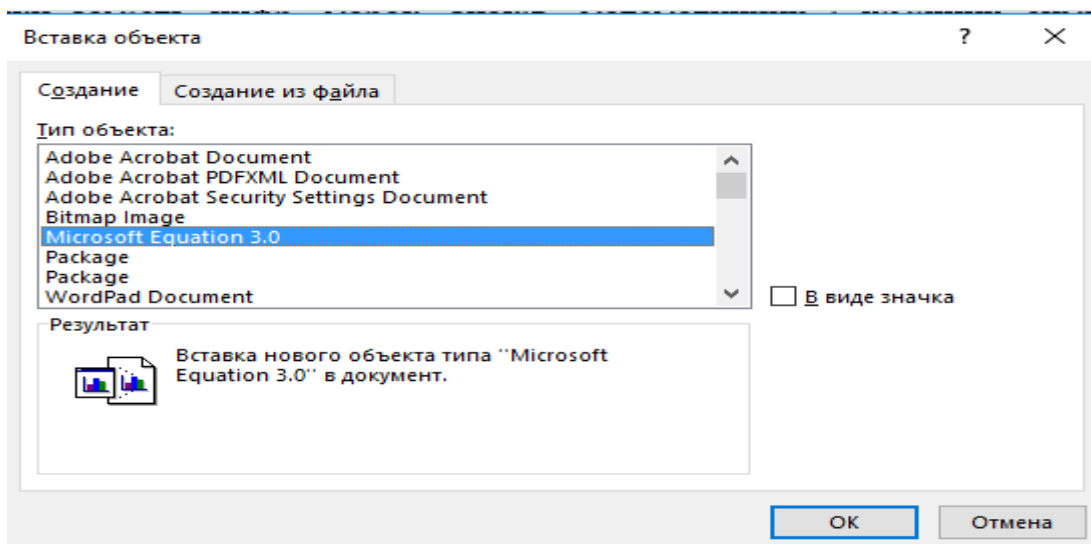 Вставка объекта ?
Создание Создание из файла
Тип объекта:
Adobe Acrobat Document
Adobe Acrobat PDFXML Document
Adobe Acrobat Security Settings Document
Bitmap Image
Microsoft Equation 3.0
Package
Package
WordPad Document
В виде значка
Результат
Вставка нового объекта типа "Microsoft
Equation 3.0" в документ.
ОК Отмена